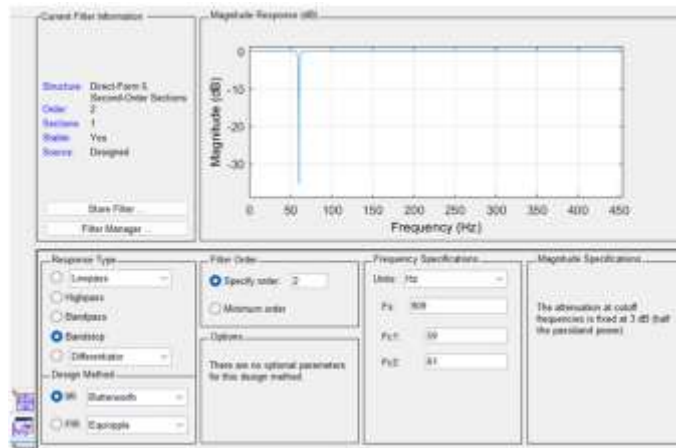 Current Filter Information
Structure: Direct-Form II,
Second-Order Sections
Order: 2
Sections: 1
Stable: Yes
Source: Designed
Store Filter ...
Filter Manager ...
Magnitude Response (dB)
Magnitude (dB)
0
-10
-20
-30
0 50 100 150 200 250 300 350 400 450
Frequency (Hz)
Response Type
Lowpass
Highpass
Bandpass
Bandstop
Differentiator
Design Method
IIR Butterworth
FIR Equiripple
Filter Order
Specify order: 2
Minimum order
Options
There are no optional parameters
for this design method.
Frequency Specifications
Units: Hz
Fs:
Fc1: 59
Fc2: 61
Magnitude Specifications
The attenuation at cutoff
frequencies is fixed at 3 dB (half
the passband power)